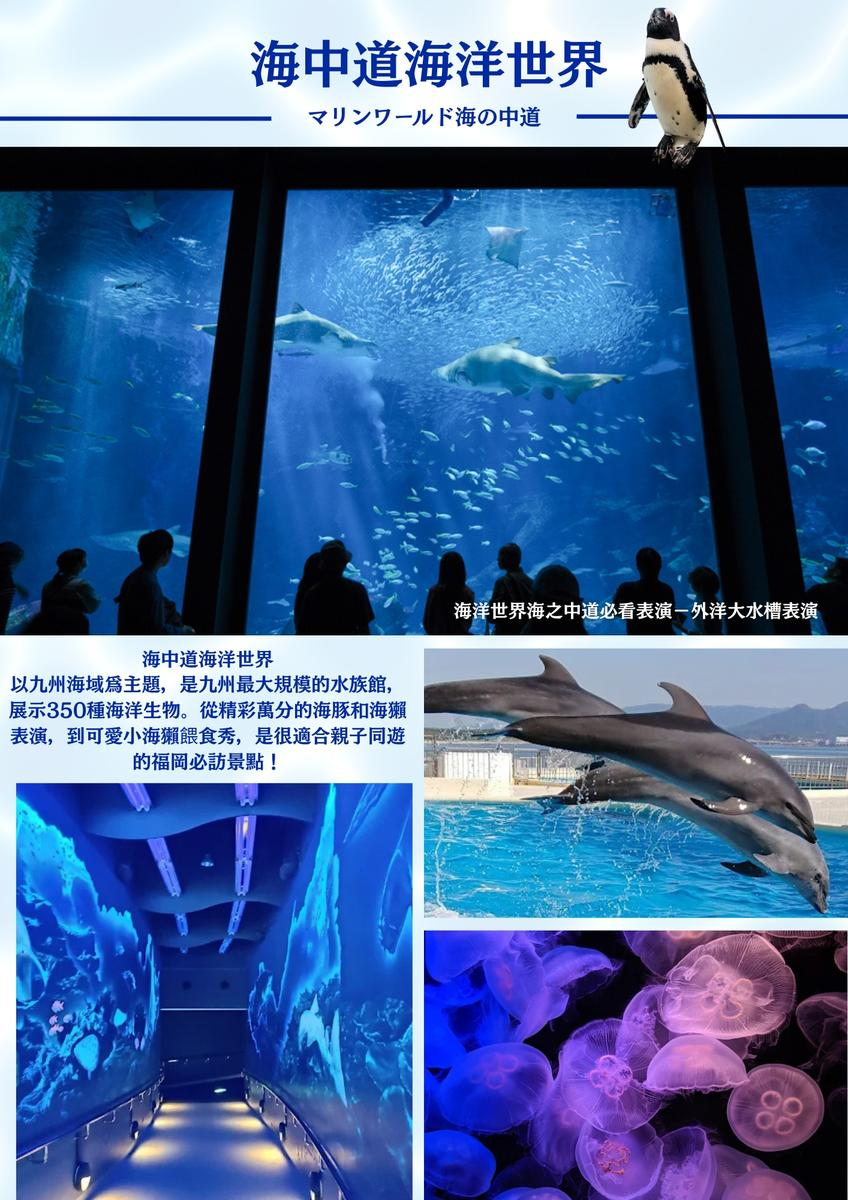 海中道海洋世界
マリンワールド海の中道
海洋世界海之中道必看表演－外洋大水槽表演
海中道海洋世界
以九州海域爲主題，是九州最大規模的水族館，
展示350種海洋生物。從精彩萬分的海豚和海獺
表演，到可愛小海獺餵食秀，是很適合親子同遊
的福岡必訪景點！